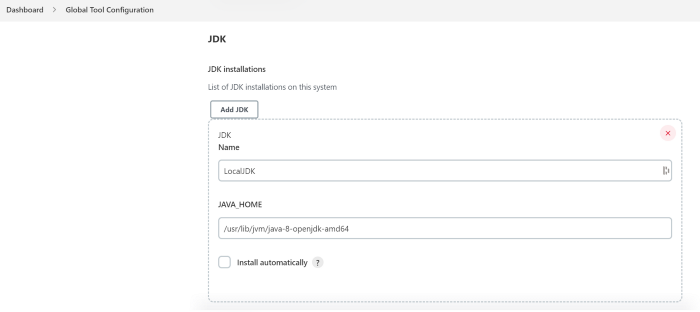 Dashboard > Global Tool Configuration
JDK
JDK installations
List of JDK installations on this system
Add JDK
JDK
Name
LocalJDK
JAVA_HOME
/usr/lib/jvm/java-8-openjdk-amd64
Install automatically ?